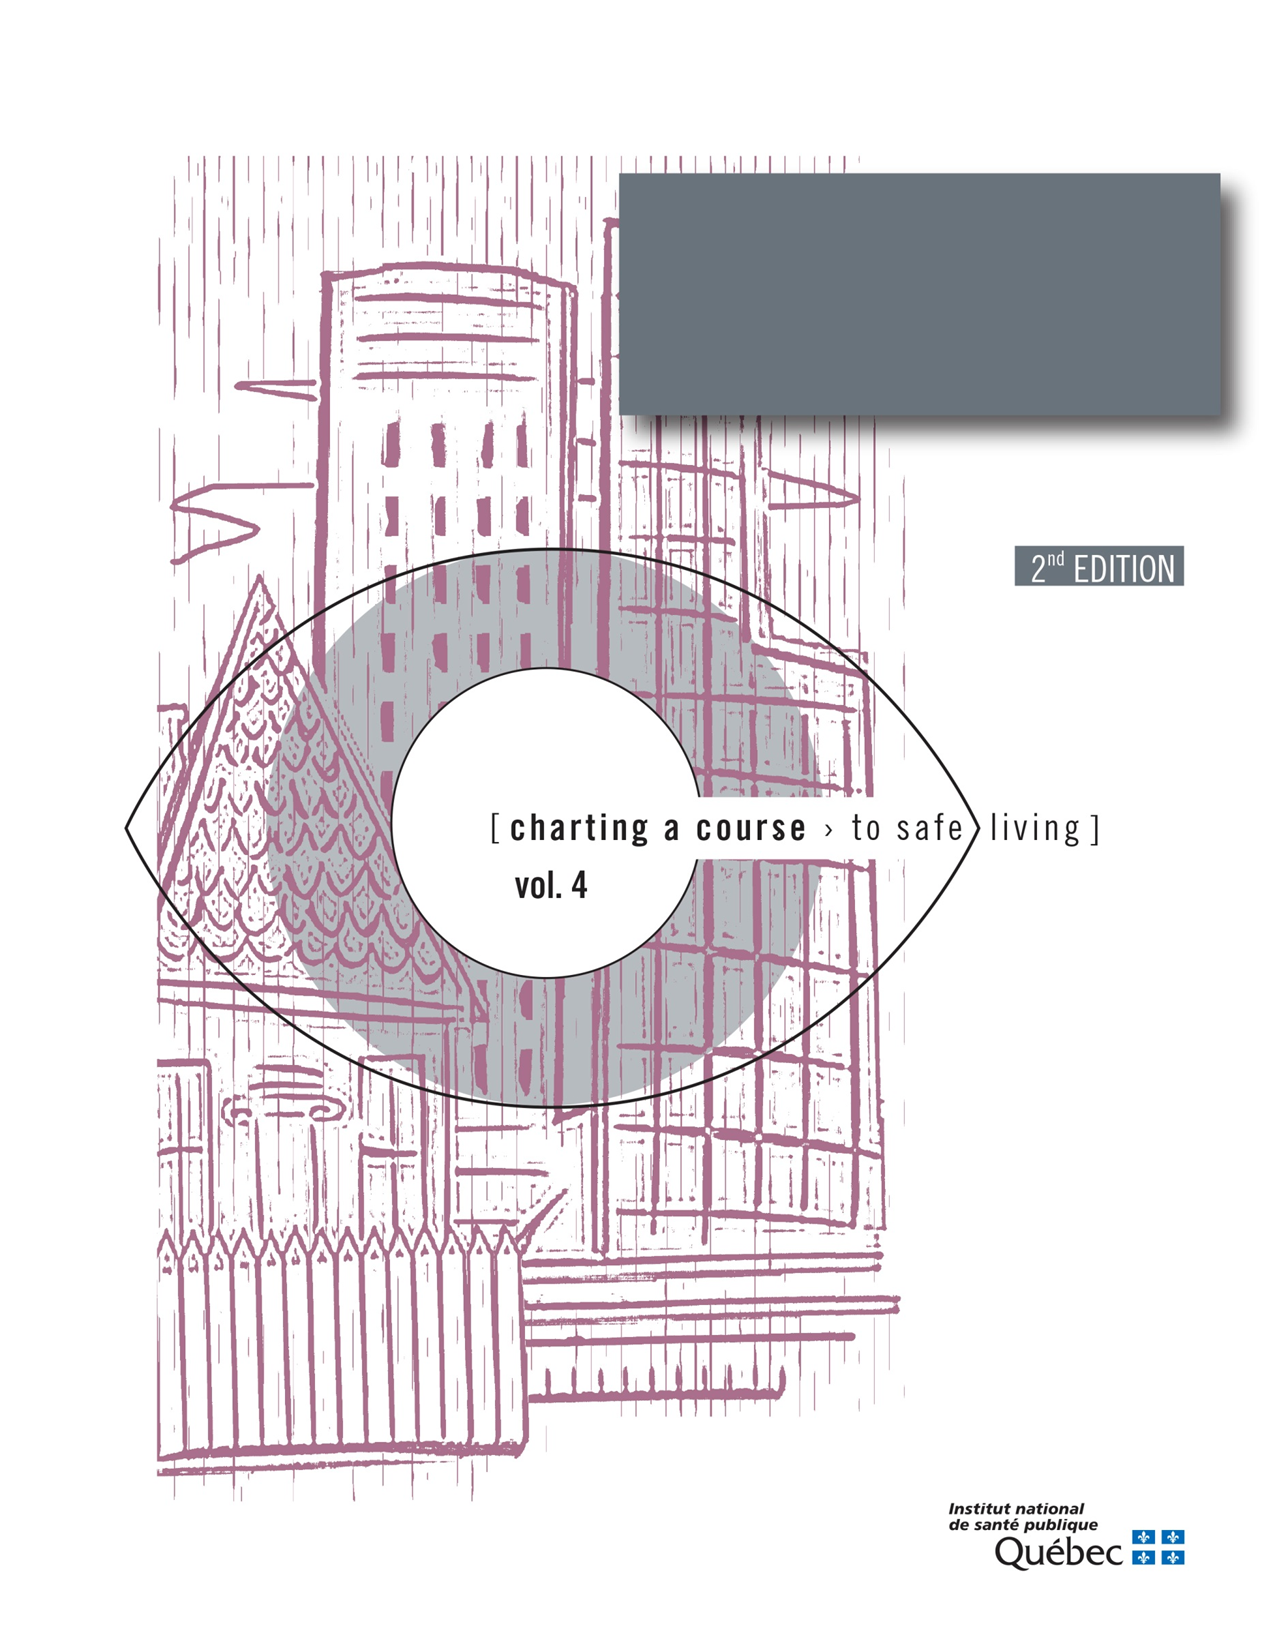 2nd EDITION
[ charting a course › to safe living ]
vol. 4
Institut national
de santé publique
Québec